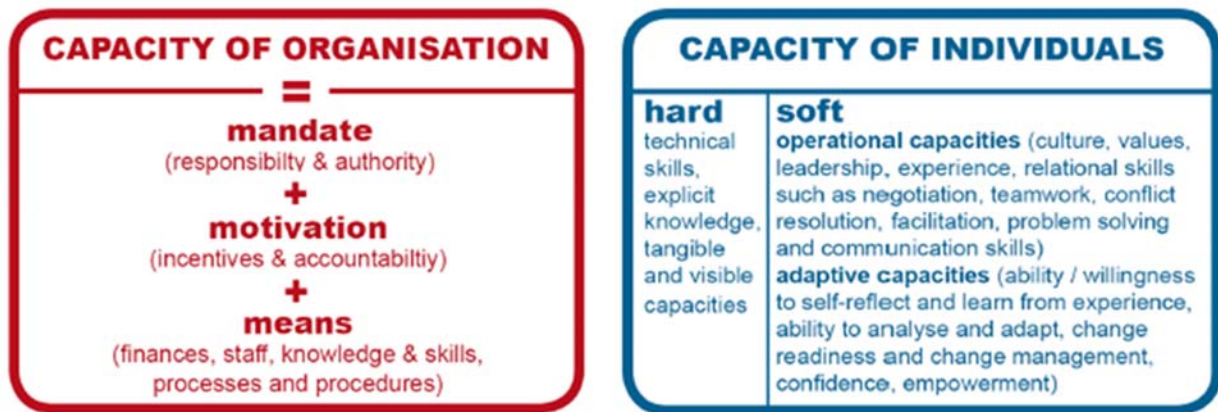 CAPACITY OF ORGANISATION
=
mandate
(responsibilty & authority)
+
motivation
(incentives & accountabiltiy)
+
means
(finances, staff, knowledge & skills,
processes and procedures)
CAPACITY OF INDIVIDUALS
hard
technical
skills,
explicit
knowledge,
tangible
and visible
capacities
soft
operational capacities (culture, values,
leadership, experience, relational skills
such as negotiation, teamwork, conflict
resolution, facilitation, problem solving
and communication skills)
adaptive capacities (ability / willingness
to self-reflect and learn from experience,
ability to analyse and adapt, change
readiness and change management,
confidence, empowerment)